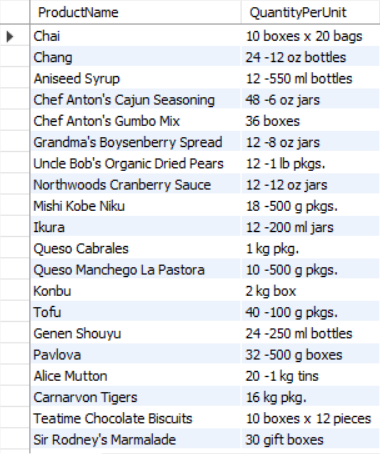 ProductName QuantityPerUnit
Chai 10 boxes x 20 bags
Chang 24 -12 oz bottles
Aniseed Syrup 12 -550 ml bottles
Chef Anton's Cajun Seasoning 48 -6 oz jars
Chef Anton's Gumbo Mix 36 boxes
Grandma's Boysenberry Spread 12 -8 oz jars
Uncle Bob's Organic Dried Pears 12 -1 lb pkgs.
Northwoods Cranberry Sauce 12 -12 oz jars
Mishi Kobe Niku 18 -500 g pkgs.
Ikura 12 -200 ml jars
Queso Cabrales 1 kg pkg.
Queso Manchego La Pastora 10 -500 g pkgs.
Konbu 2 kg box
Tofu 40 -100 g pkgs.
Genen Shouyu 24 -250 ml bottles
Pavlova 32 -500 g boxes
Alice Mutton 20 -1 kg tins
Carnarvon Tigers 16 kg pkg.
Teatime Chocolate Biscuits 10 boxes x 12 pieces
Sir Rodney's Marmalade 30 gift boxes